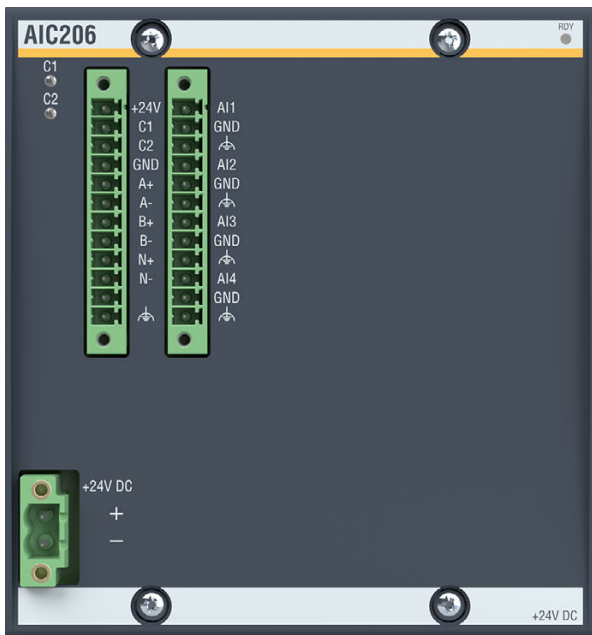 AIC206
RDY
C1
C2
+24V
C1
C2
GND
A+
A-
B+
B-
N+
N-
AI1
GND
AI2
GND
AI3
GND
AI4
GND
+24V DC
+
−
+24V DC